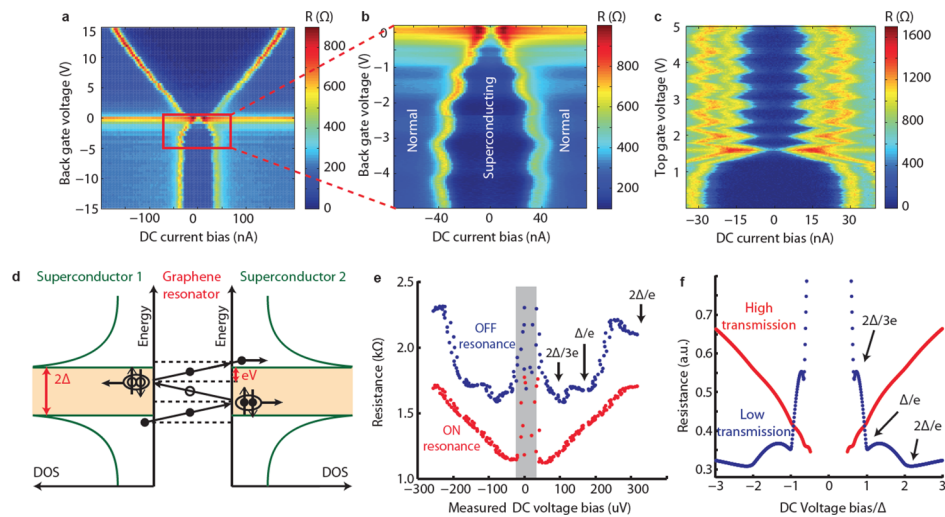 a
R (Ω)
15
10
5
0
−5
−10
−15
Back gate voltage (V)
−100
0
100
DC current bias (nA)
800
600
400
200
0
b
R (Ω)
0
−1
−2
−3
−4
Back gate voltage (V)
Normal
Superconducting
Normal
−40
0
40
DC current bias (nA)
800
600
400
200
c
R (Ω)
5
4
3
2
1
Top gate voltage (V)
−30
−15
0
15
30
DC current bias (nA)
1600
1200
800
400
0
d
Superconductor 1
Graphene
resonator
Superconductor 2
Energy
Energy
2Δ
eV
DOS
DOS
e
2.5
2.0
1.5
1.0
Resistance (kΩ)
OFF
resonance
ON
resonance
2Δ/3e
Δ/e
2Δ/e
−300
−200
−100
0
100
200
300
Measured DC voltage bias (uV)
f
0.7
0.6
0.5
0.4
0.3
Resistance (a.u.)
High
transmission
Low
transmission
2Δ/3e
Δ/e
2Δ/e
−3
−2
−1
0
1
2
3
DC Voltage bias/Δ